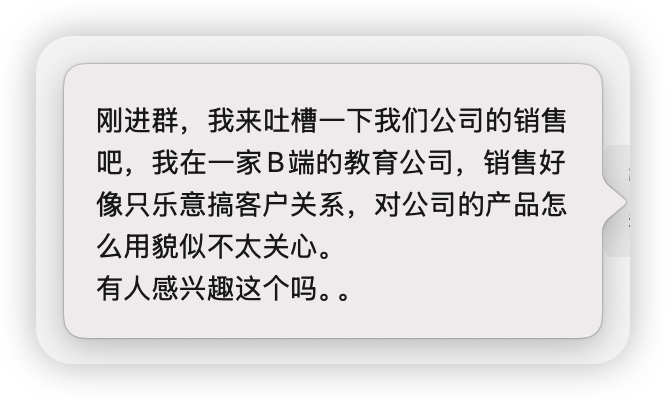 刚进群，我来吐槽一下我们公司的销售
吧，我在一家B端的教育公司，销售好
像只乐意搞客户关系，对公司的产品怎
么用貌似不太关心。
有人感兴趣这个吗。。